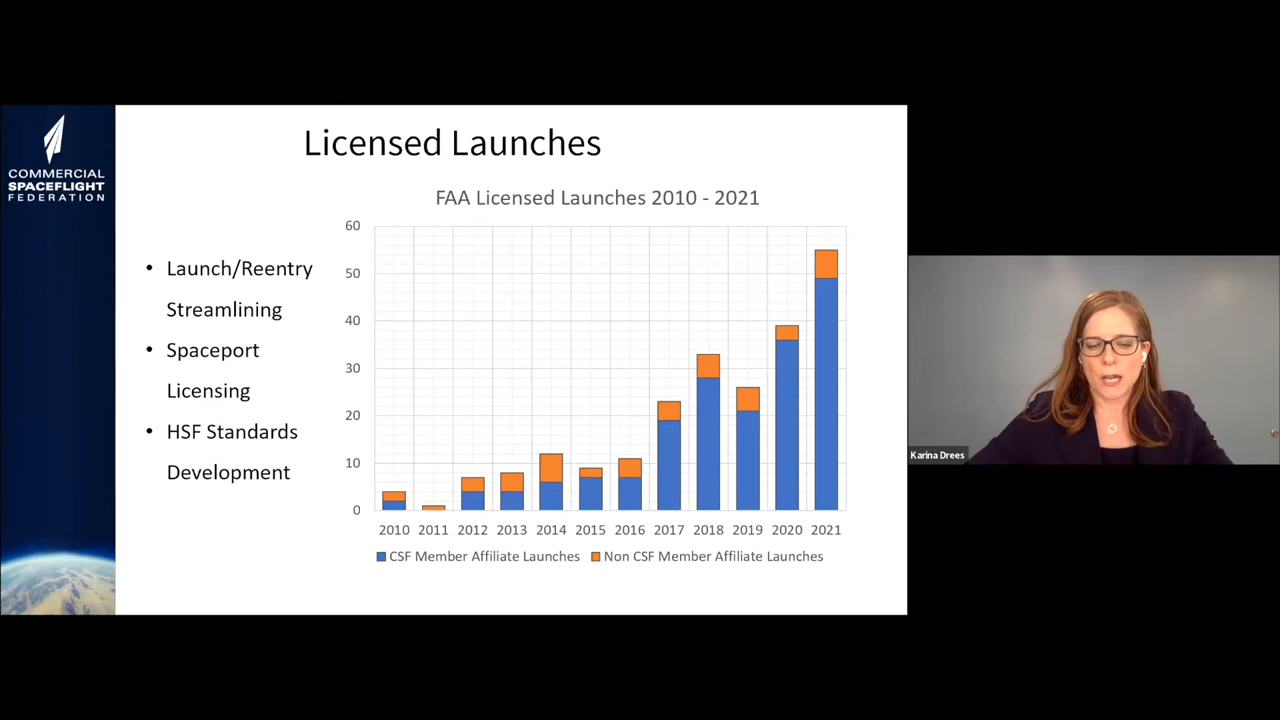 COMMERCIAL
SPACEFLIGHT
FEDERATION
Licensed Launches
• Launch/Reentry
Streamlining
• Spaceport
Licensing
• HSF Standards
Development
FAA Licensed Launches 2010 - 2021
60
50
40
30
20
10
0
2010 2011 2012 2013 2014 2015 2016 2017 2018 2019 2020 2021
CSF Member Affiliate Launches Non CSF Member Affiliate Launches
Karina Drees